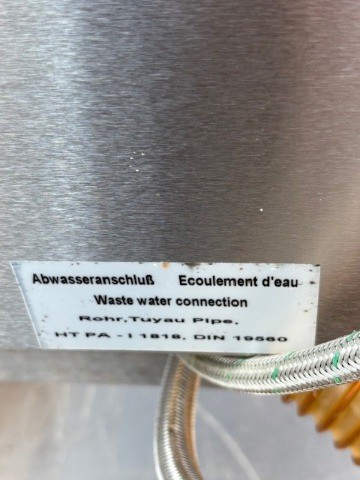 Abwasseranschluß Ecoulement d'eau
Waste water connection
Rohr,Tuyau Pipe,
HT PA - I 1818, DIN 19560